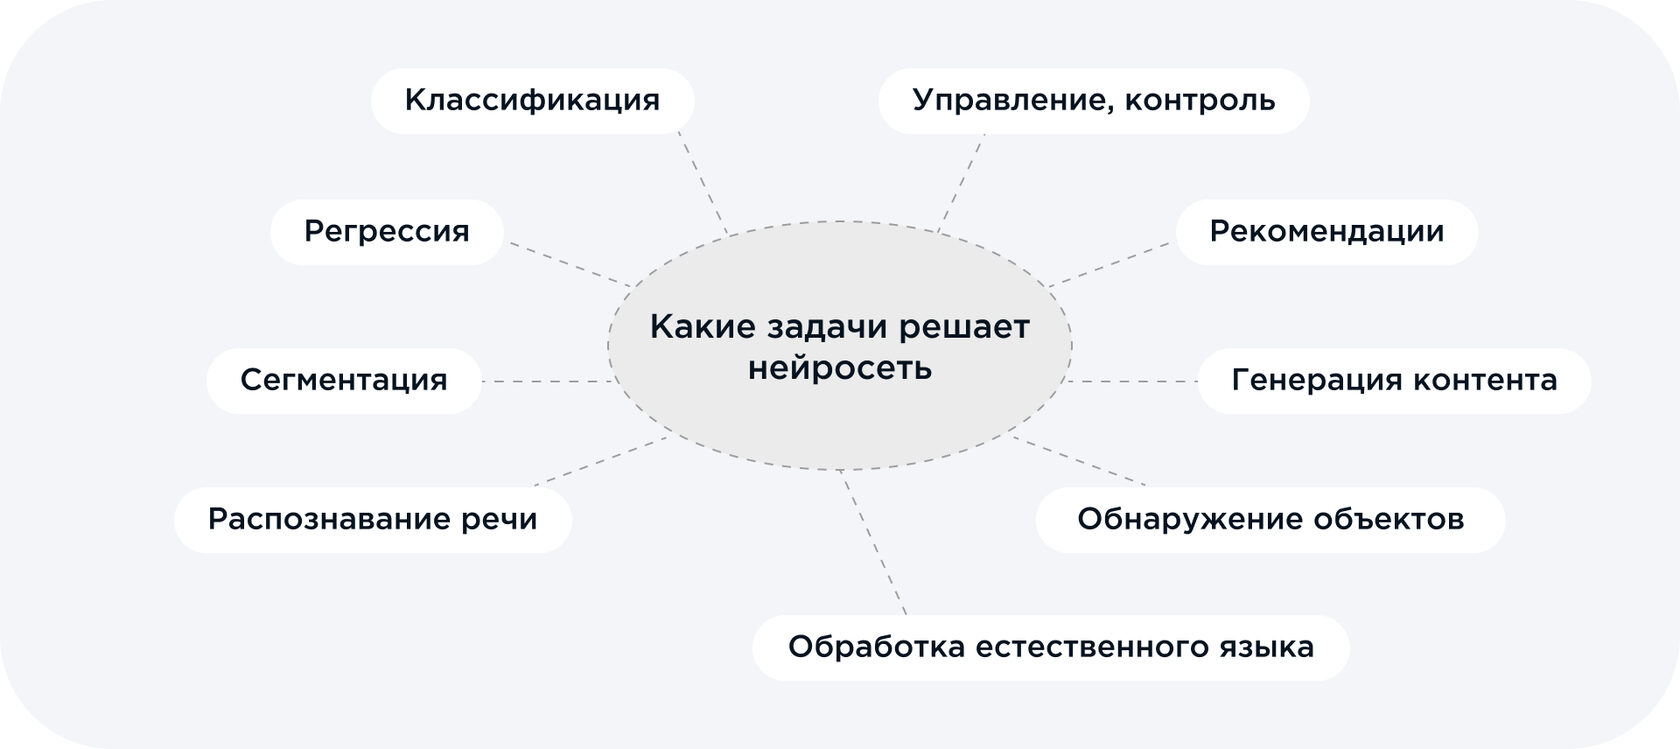 Классификация
Управление, контроль
Регрессия
Рекомендации
Какие задачи решает
нейросеть
Сегментация
Генерация контента
Распознавание речи
Обнаружение объектов
Обработка естественного языка